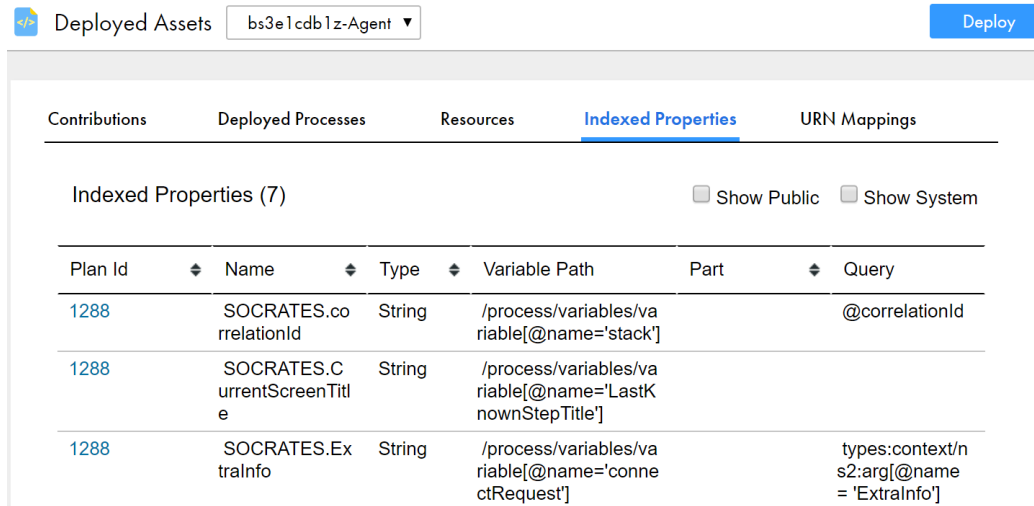 Deployed Assets bs3e1cdb1z-Agent Deploy
Contributions Deployed Processes Resources Indexed Properties URN Mappings
Indexed Properties (7) Show Public Show System
Plan Id Name Type Variable Path Part Query
1288 SOCRATES.co String /process/variables/va @correlationId
rrelationId riable[@name='stack']
1288 SOCRATES.C String /process/variables/va
urrentScreenTitl riable[@name='LastK
e nownStepTitle']
1288 SOCRATES.Ex String /process/variables/va types:context/n
traInfo riable[@name='conne s2:arg[@name
ctRequest'] = 'ExtraInfo']